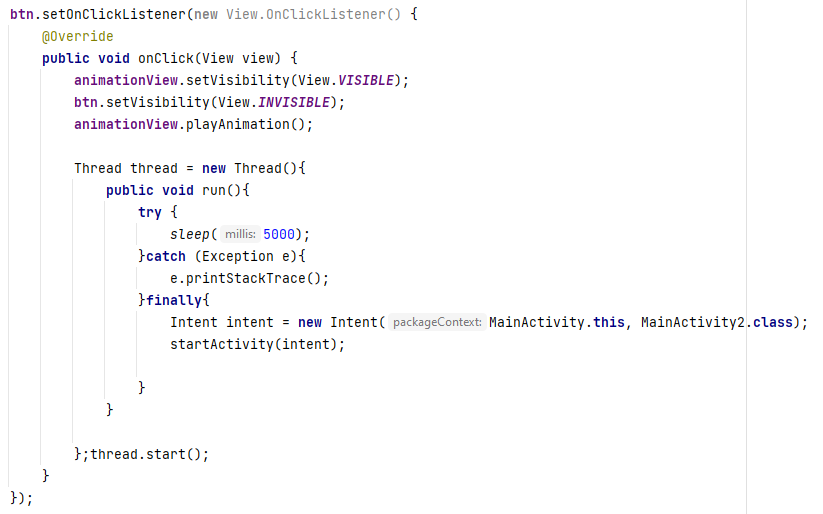 btn.setOnClickListener(new View.OnClickListener() {
    @Override
    public void onClick(View view) {
        animationView.setVisibility(View.VISIBLE);
        btn.setVisibility(View.INVISIBLE);
        animationView.playAnimation();

        Thread thread = new Thread(){
            public void run(){
                try {
                    sleep( millis: 5000);
                }catch (Exception e){
                    e.printStackTrace();
                }finally{
                    Intent intent = new Intent( packageContext: MainActivity.this, MainActivity2.class);
                    startActivity(intent);

                }
            }

        };thread.start();
    }
});